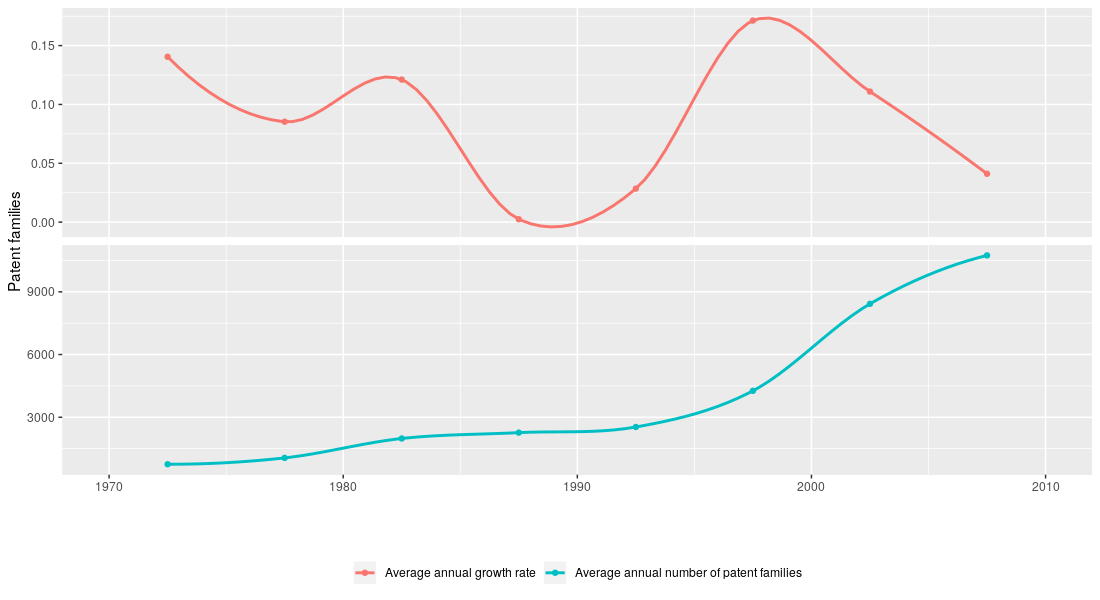 Patent families
0.15
0.10
0.05
0.00
9000
6000
3000
1970 1980 1990 2000 2010
Average annual growth rate Average annual number of patent families